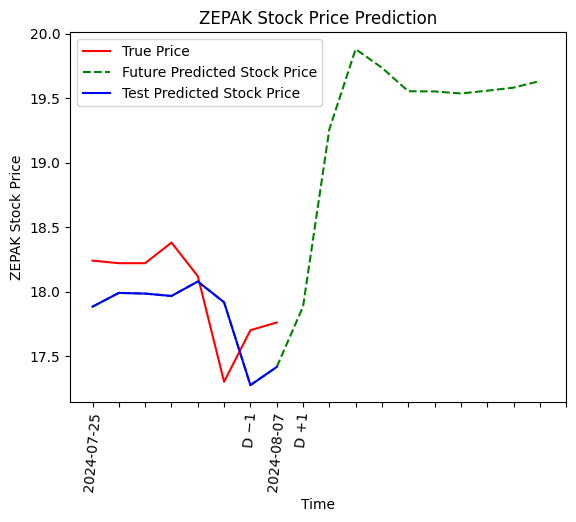 ZEPAK Stock Price Prediction
True Price
Future Predicted Stock Price
Test Predicted Stock Price
ZEPAK Stock Price
20.0
19.5
19.0
18.5
18.0
17.5
2024-07-25
D −1
2024-08-07
D +1
Time